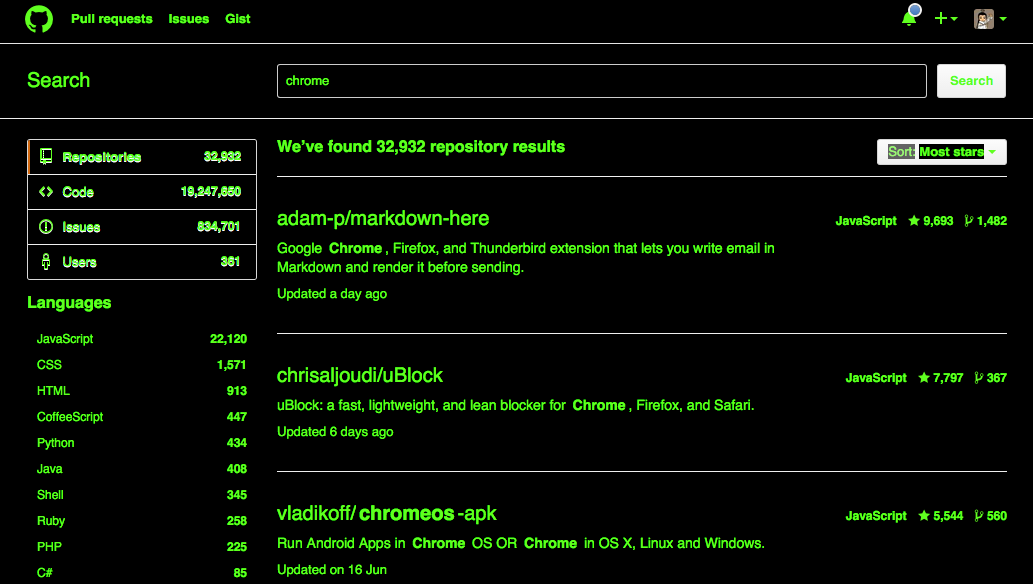 Pull requests Issues Gist
Search
chrome
Search
Repositories 32,932
Code 19,247,650
Issues 834,701
Users 361
Languages
JavaScript 22,120
CSS 1,571
HTML 913
CoffeeScript 447
Python 434
Java 408
Shell 345
Ruby 258
PHP 225
C# 85
We’ve found 32,932 repository results
Sort: Most stars
adam-p/markdown-here
JavaScript 9,693 1,482
Google Chrome, Firefox, and Thunderbird extension that lets you write email in
Markdown and render it before sending.
Updated a day ago
chrisaljoudi/uBlock
JavaScript 7,797 367
uBlock: a fast, lightweight, and lean blocker for Chrome, Firefox, and Safari.
Updated 6 days ago
vladikoff/chromeos-apk
JavaScript 5,544 560
Run Android Apps in Chrome OS OR Chrome in OS X, Linux and Windows.
Updated on 16 Jun